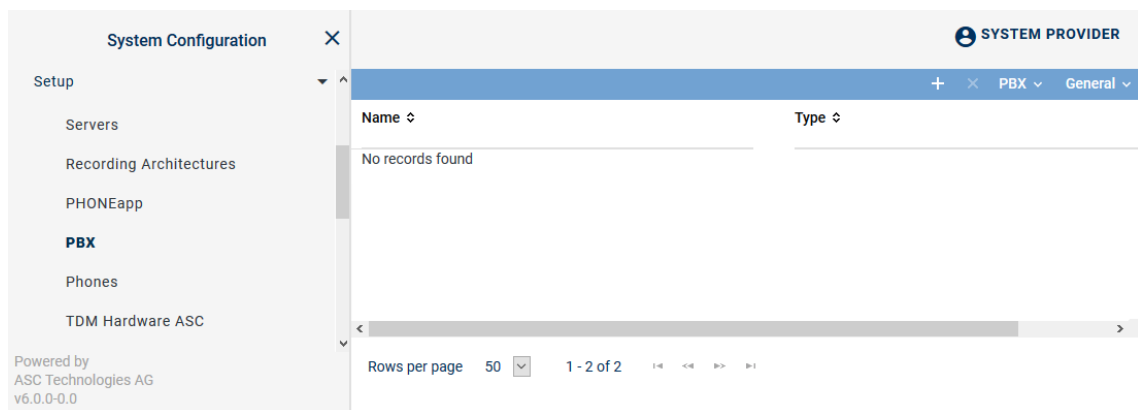 System Configuration
SYSTEM PROVIDER
Setup
PBX
General
Name
Type
Servers
No records found
Recording Architectures
PHONEapp
PBX
Phones
TDM Hardware ASC
Powered by
ASC Technologies AG
v6.0.0-0.0
Rows per page 50 1 - 2 of 2